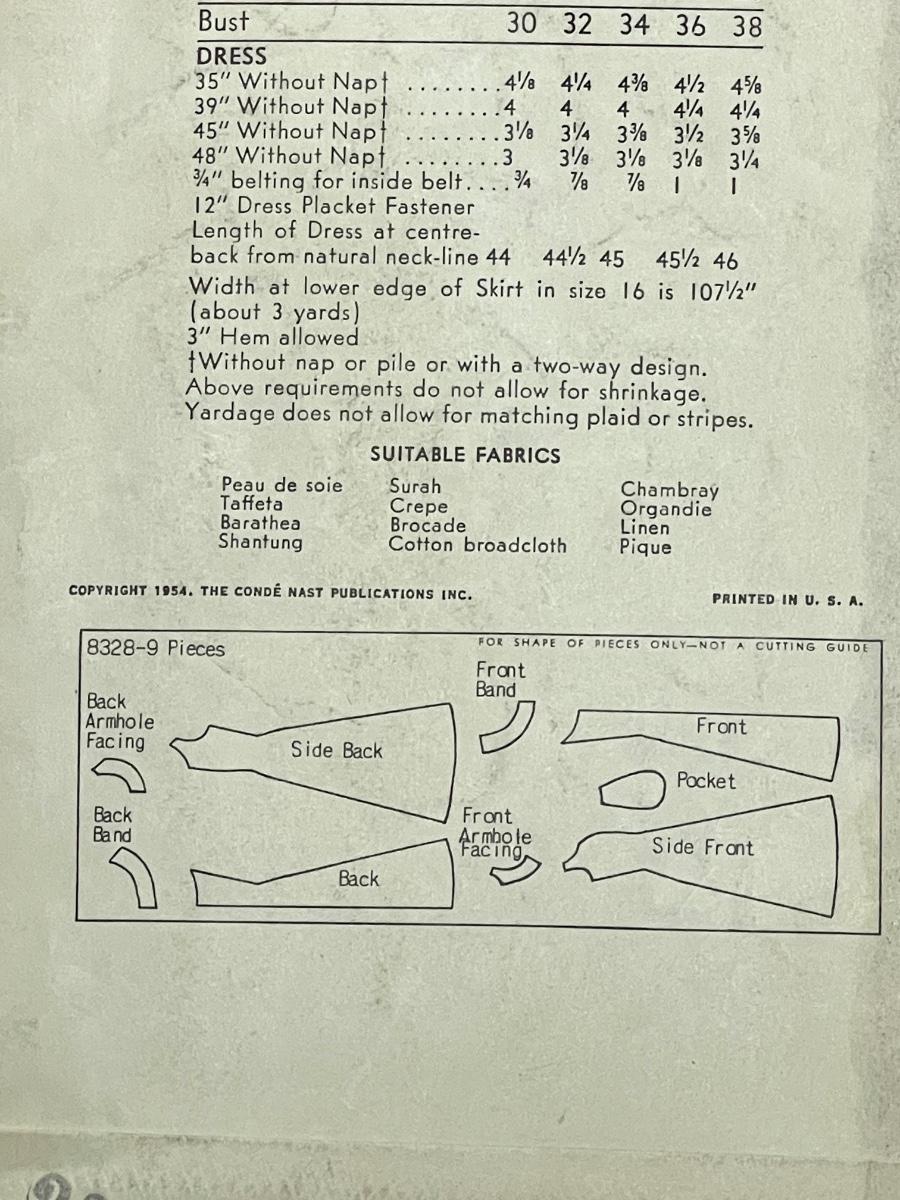 Bust 30 32 34 36 38
DRESS
35" Without Nap† ........4⅛ 4¼ 4⅜ 4½ 4⅝
39" Without Nap† ........4 4 4 4¼ 4¼
45" Without Nap† ........3⅛ 3¼ 3⅜ 3½ 3⅝
48" Without Nap† ........3 3⅛ 3⅛ 3⅛ 3¼
¾" belting for inside belt....¾ ⅞ ⅞ 1 1
12" Dress Placket Fastener
Length of Dress at centre-
back from natural neck-line 44 44½ 45 45½ 46
Width at lower edge of Skirt in size 16 is 107½"
(about 3 yards)
3" Hem allowed
†Without nap or pile or with a two-way design.
Above requirements do not allow for shrinkage.
Yardage does not allow for matching plaid or stripes.
SUITABLE FABRICS
Peau de soie Surah Chambray
Taffeta Crepe Organdie
Barathea Brocade Linen
Shantung Cotton broadcloth Pique
COPYRIGHT 1954. THE CONDÉ NAST PUBLICATIONS INC. PRINTED IN U. S. A.
8328-9 Pieces
FOR SHAPE OF PIECES ONLY—NOT A CUTTING GUIDE
Back
Armhole
Facing
Side Back
Back
Band
Back
Front
Band
Front
Pocket
Front
Armhole
Facing
Side Front